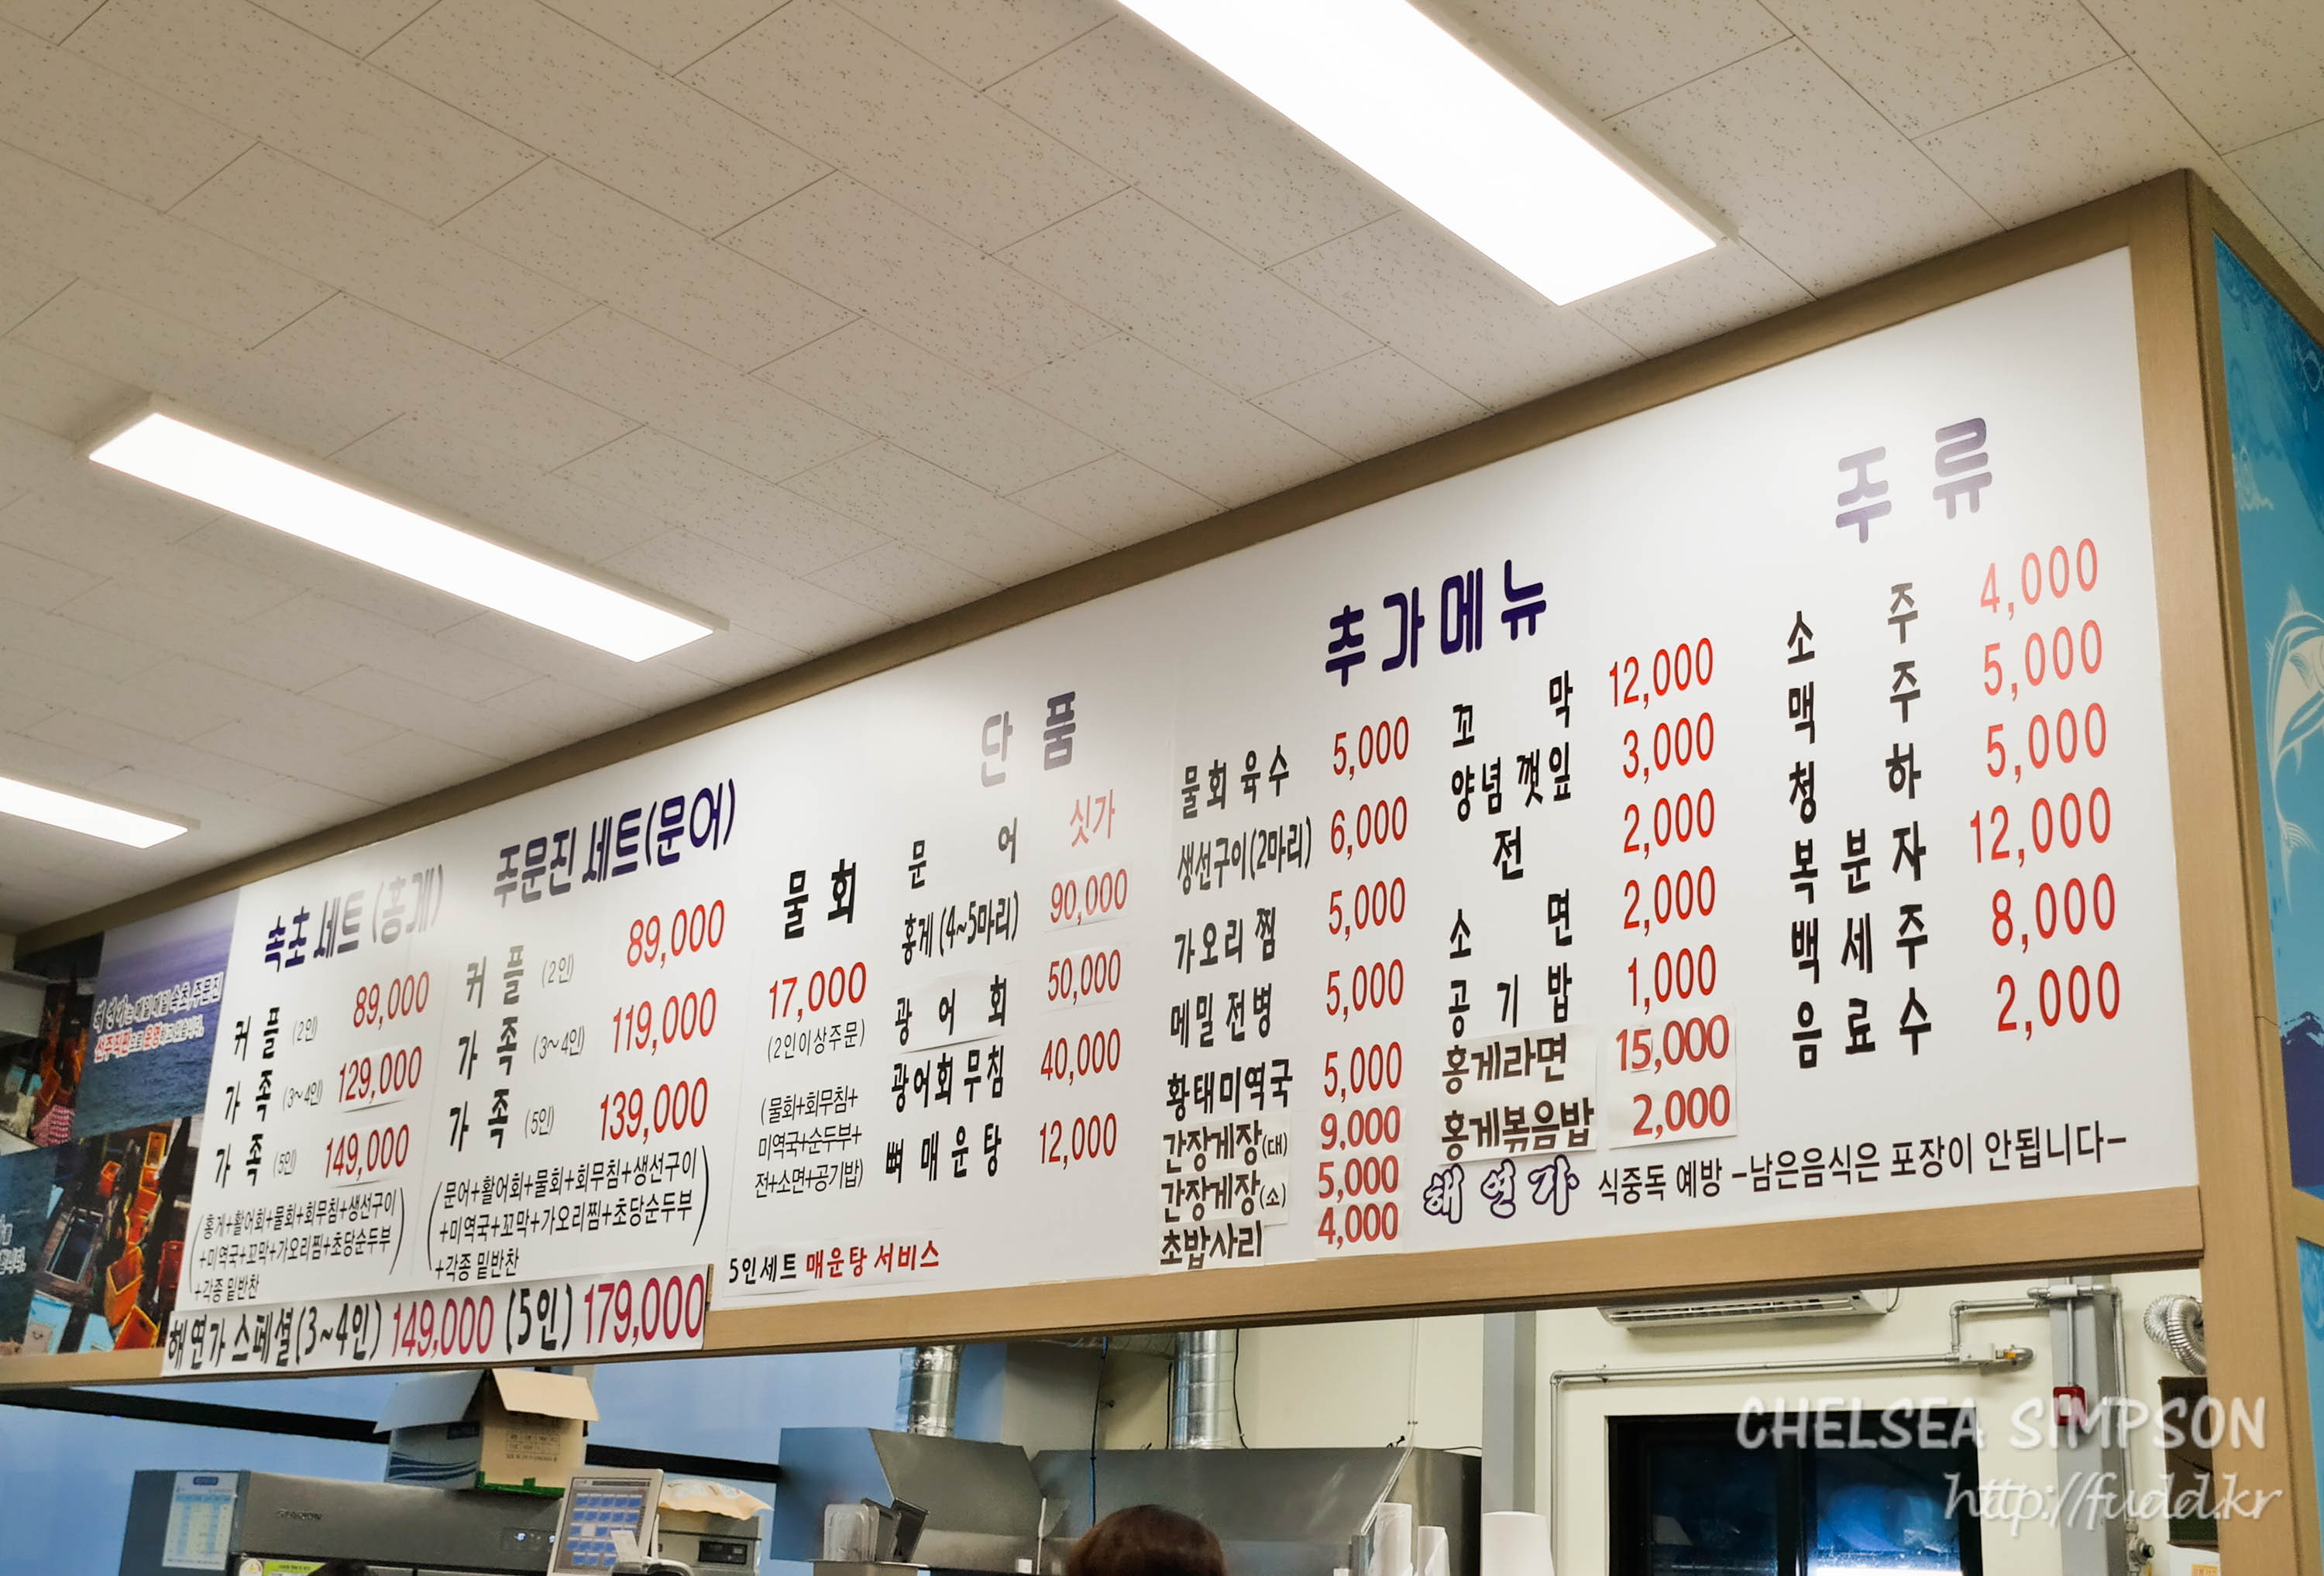 속초 세트 (홍게)
커플 (2인) 89,000
가족 (3~4인) 129,000
가족 (5인) 149,000
(홍게+활어회+물회+회무침+생선구이
+미역국+꼬막+가오리찜+초당순두부
+각종 밑반찬)
주문진 세트(문어)
커플 (2인) 89,000
가족 (3~4인) 119,000
가족 (5인) 139,000
(문어+활어회+물회+회무침+생선구이
+미역국+꼬막+가오리찜+초당순두부
+각종 밑반찬)
해연가 스페셜(3~4인) 149,000 (5인) 179,000
물회
17,000
(2인이상주문)
(물회+회무침+
미역국+순두부+
전+소면+공기밥)
5인세트 매운탕 서비스
단품
문어 싯가
홍게 (4~5마리) 90,000
광어회 50,000
광어회무침 40,000
뼈매운탕 12,000
추가메뉴
물회육수 5,000
생선구이(2마리) 6,000
가오리찜 5,000
메밀전병 5,000
황태미역국 5,000
간장게장(대) 9,000
간장게장(소) 5,000
초밥사리 4,000
꼬막 12,000
양념깻잎 3,000
전 2,000
소면 2,000
공기밥 1,000
홍게라면 15,000
홍게볶음밥 2,000
해연가 식중독 예방 -남은음식은 포장이 안됩니다-
주류
소주 4,000
맥주 5,000
청하 5,000
복분자 12,000
백세주 8,000
음료수 2,000
CHELSEA SIMPSON
http://fudd.kr